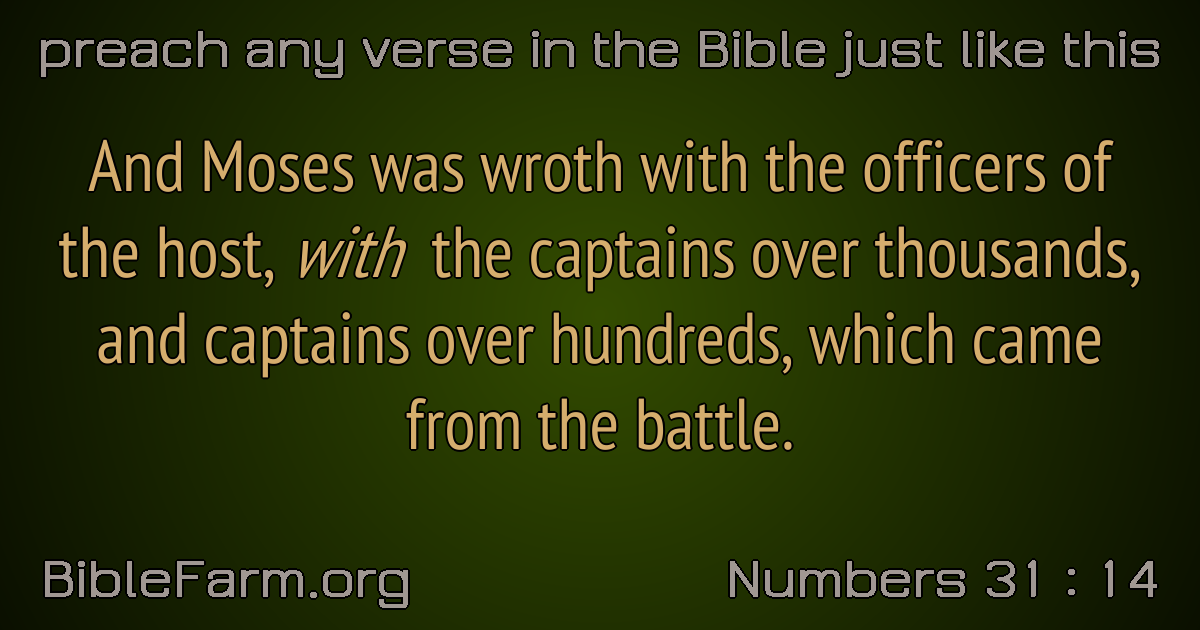 preach any verse in the Bible just like this
And Moses was wroth with the officers of
the host, with the captains over thousands,
and captains over hundreds, which came
from the battle.
BibleFarm.org
Numbers 31 : 14